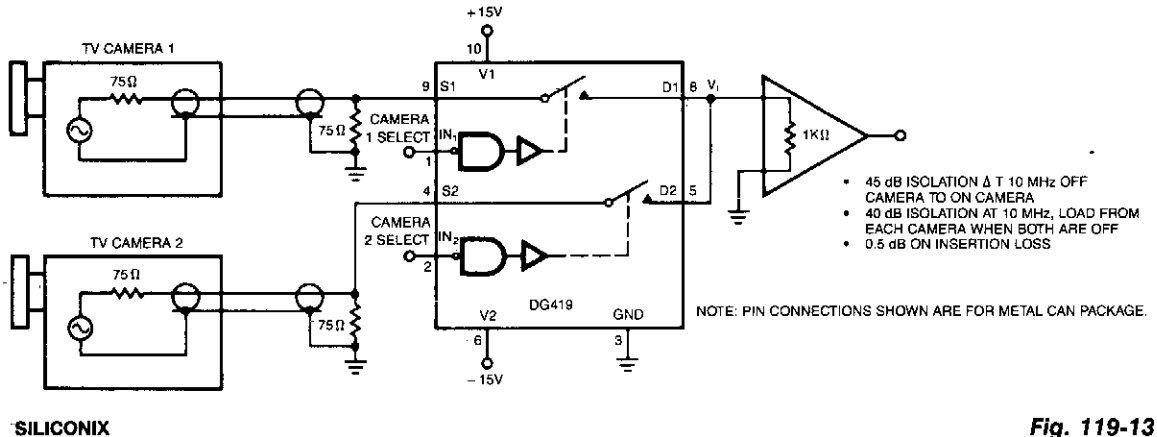 +15V
TV CAMERA 1
10
V1
75Ω
9 S1
D1 8 V₁
75Ω
CAMERA
1 SELECT
IN₁
1
1KΩ
4 S2
D2 5
CAMERA
2 SELECT
IN₂
2
TV CAMERA 2
75Ω
75Ω
V2
DG419
GND
6
3
−15V
• 45 dB ISOLATION Δ T 10 MHz OFF
CAMERA TO ON CAMERA
• 40 dB ISOLATION AT 10 MHz, LOAD FROM
EACH CAMERA WHEN BOTH ARE OFF
• 0.5 dB ON INSERTION LOSS
NOTE: PIN CONNECTIONS SHOWN ARE FOR METAL CAN PACKAGE.
SILICONIX
Fig. 119-13